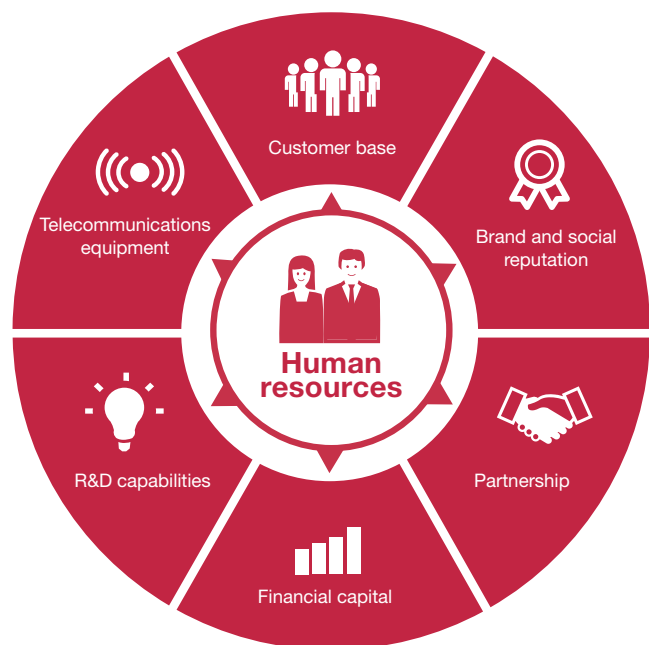 Customer base
Telecommunications
equipment
Brand and social
reputation
Human
resources
R&D capabilities
Partnership
Financial capital